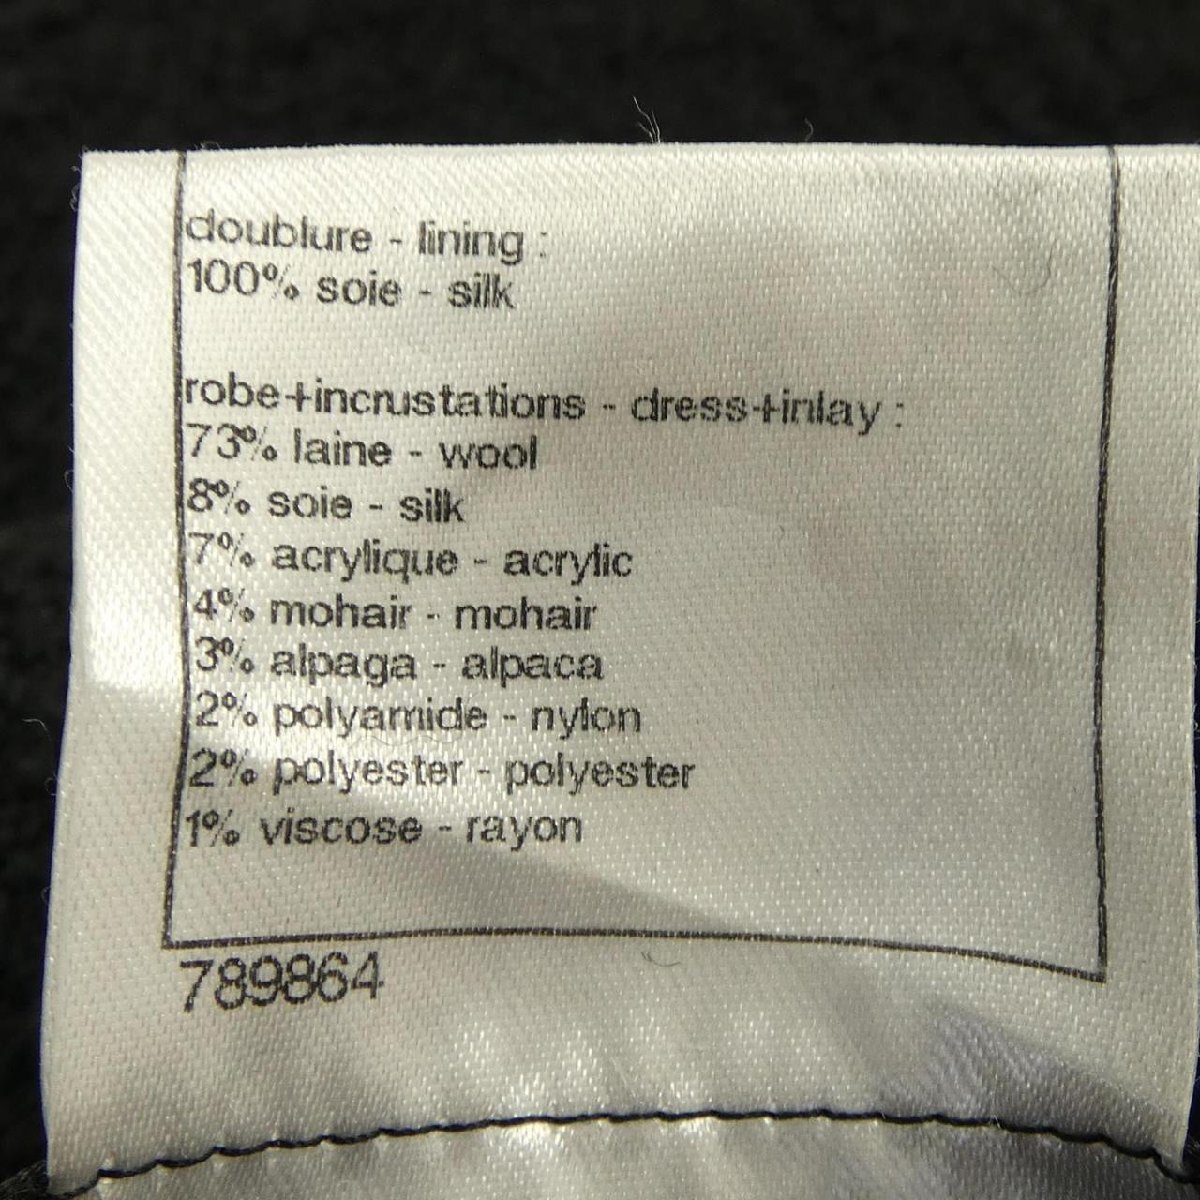 doublure - lining :
100% soie - silk
robe+incrustations - dress+inlay :
73% laine - wool
8% soie - silk
7% acrylique - acrylic
4% mohair - mohair
3% alpaga - alpaca
2% polyamide - nylon
2% polyester - polyester
1% viscose - rayon
789864